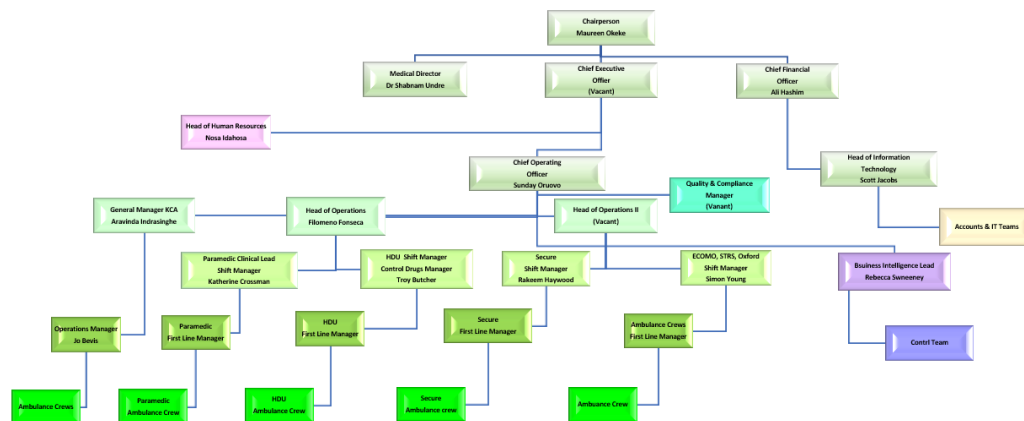 Chairperson
Maureen Okeke
Medical Director
Dr Shabnam Undre
Chief Executive
Offier
(Vacant)
Chief Financial
Officer
Ali Hashim
Head of Human Resources
Nosa Idahosa
Chief Operating
Officer
Sunday Oruovo
Head of Information
Technology
Scott Jacobs
Quality & Compliance
Manager
(Vanant)
General Manager KCA
Aravinda Indrasinghe
Head of Operations
Filomeno Fonseca
Head of Operations II
(Vacant)
Accounts & IT Teams
Paramedic Clinical Lead
Shift Manager
Katherine Crossman
HDU Shift Manager
Control Drugs Manager
Troy Butcher
Secure
Shift Manager
Rakeem Haywood
ECOMO, STRS, Oxford
Shift Manager
Simon Young
Bsuiness Intelligence Lead
Rebecca Swneeney
Operations Manager
Jo Bevis
Paramedic
First Line Manager
HDU
First Line Manager
Secure
First Line Manager
Ambulance Crews
First Line Manager
Contrl Team
Ambulance Crews
Paramedic
Ambulance Crew
HDU
Ambulance Crew
Secure
Ambulance crew
Ambuance Crew